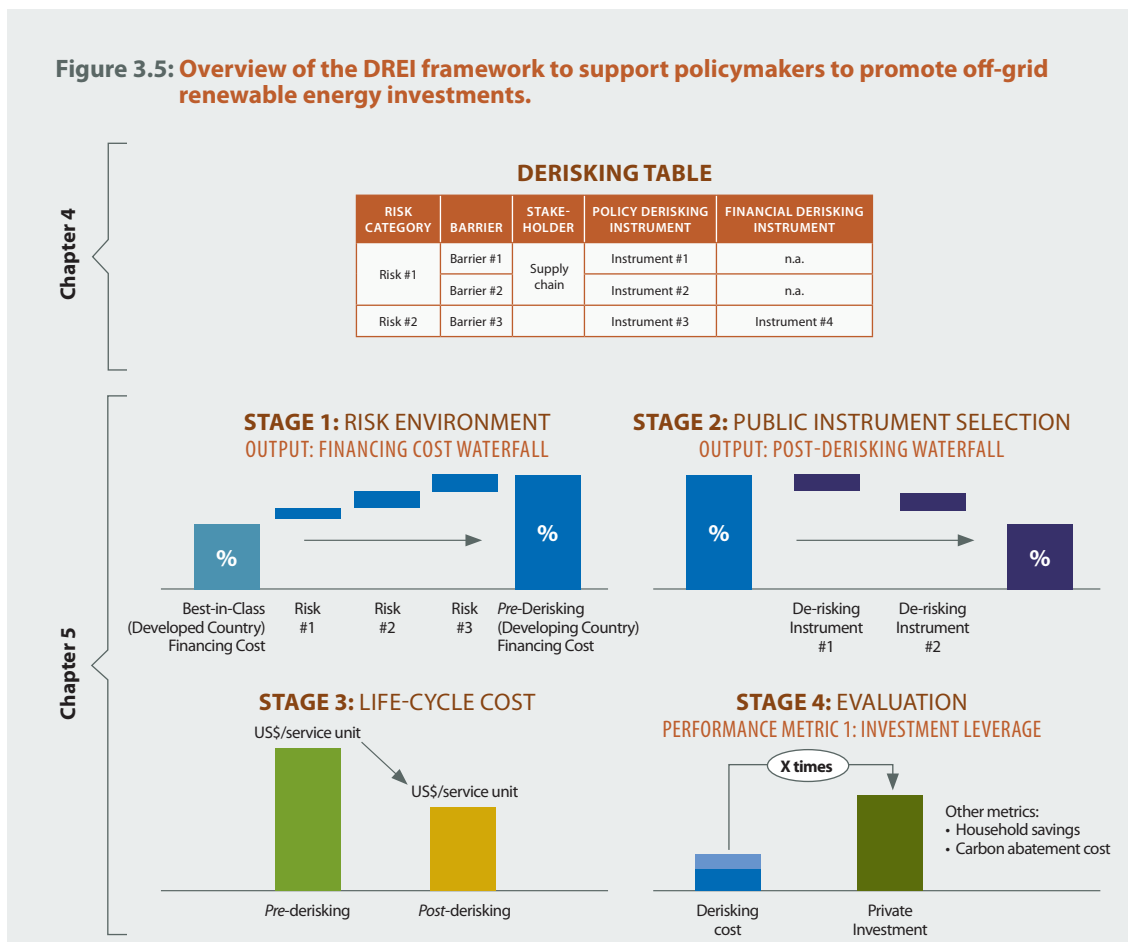 Figure 3.5: Overview of the DREI framework to support policymakers to promote off-grid
renewable energy investments.
Chapter 4
DERISKING TABLE
RISK CATEGORY BARRIER STAKE-HOLDER POLICY DERISKING INSTRUMENT FINANCIAL DERISKING INSTRUMENT
Risk #1 Barrier #1 Supply chain Instrument #1 n.a.
Barrier #2 Instrument #2 n.a.
Risk #2 Barrier #3 Instrument #3 Instrument #4
Chapter 5
STAGE 1: RISK ENVIRONMENT
OUTPUT: FINANCING COST WATERFALL
%
%
Best-in-Class
(Developed Country)
Financing Cost
Risk
#1
Risk
#2
Risk
#3
Pre-Derisking
(Developing Country)
Financing Cost
STAGE 2: PUBLIC INSTRUMENT SELECTION
OUTPUT: POST-DERISKING WATERFALL
%
%
De-risking
Instrument
#1
De-risking
Instrument
#2
STAGE 3: LIFE-CYCLE COST
US$/service unit
US$/service unit
Pre-derisking
Post-derisking
STAGE 4: EVALUATION
PERFORMANCE METRIC 1: INVESTMENT LEVERAGE
X times
Other metrics:
• Household savings
• Carbon abatement cost
Derisking
cost
Private
Investment